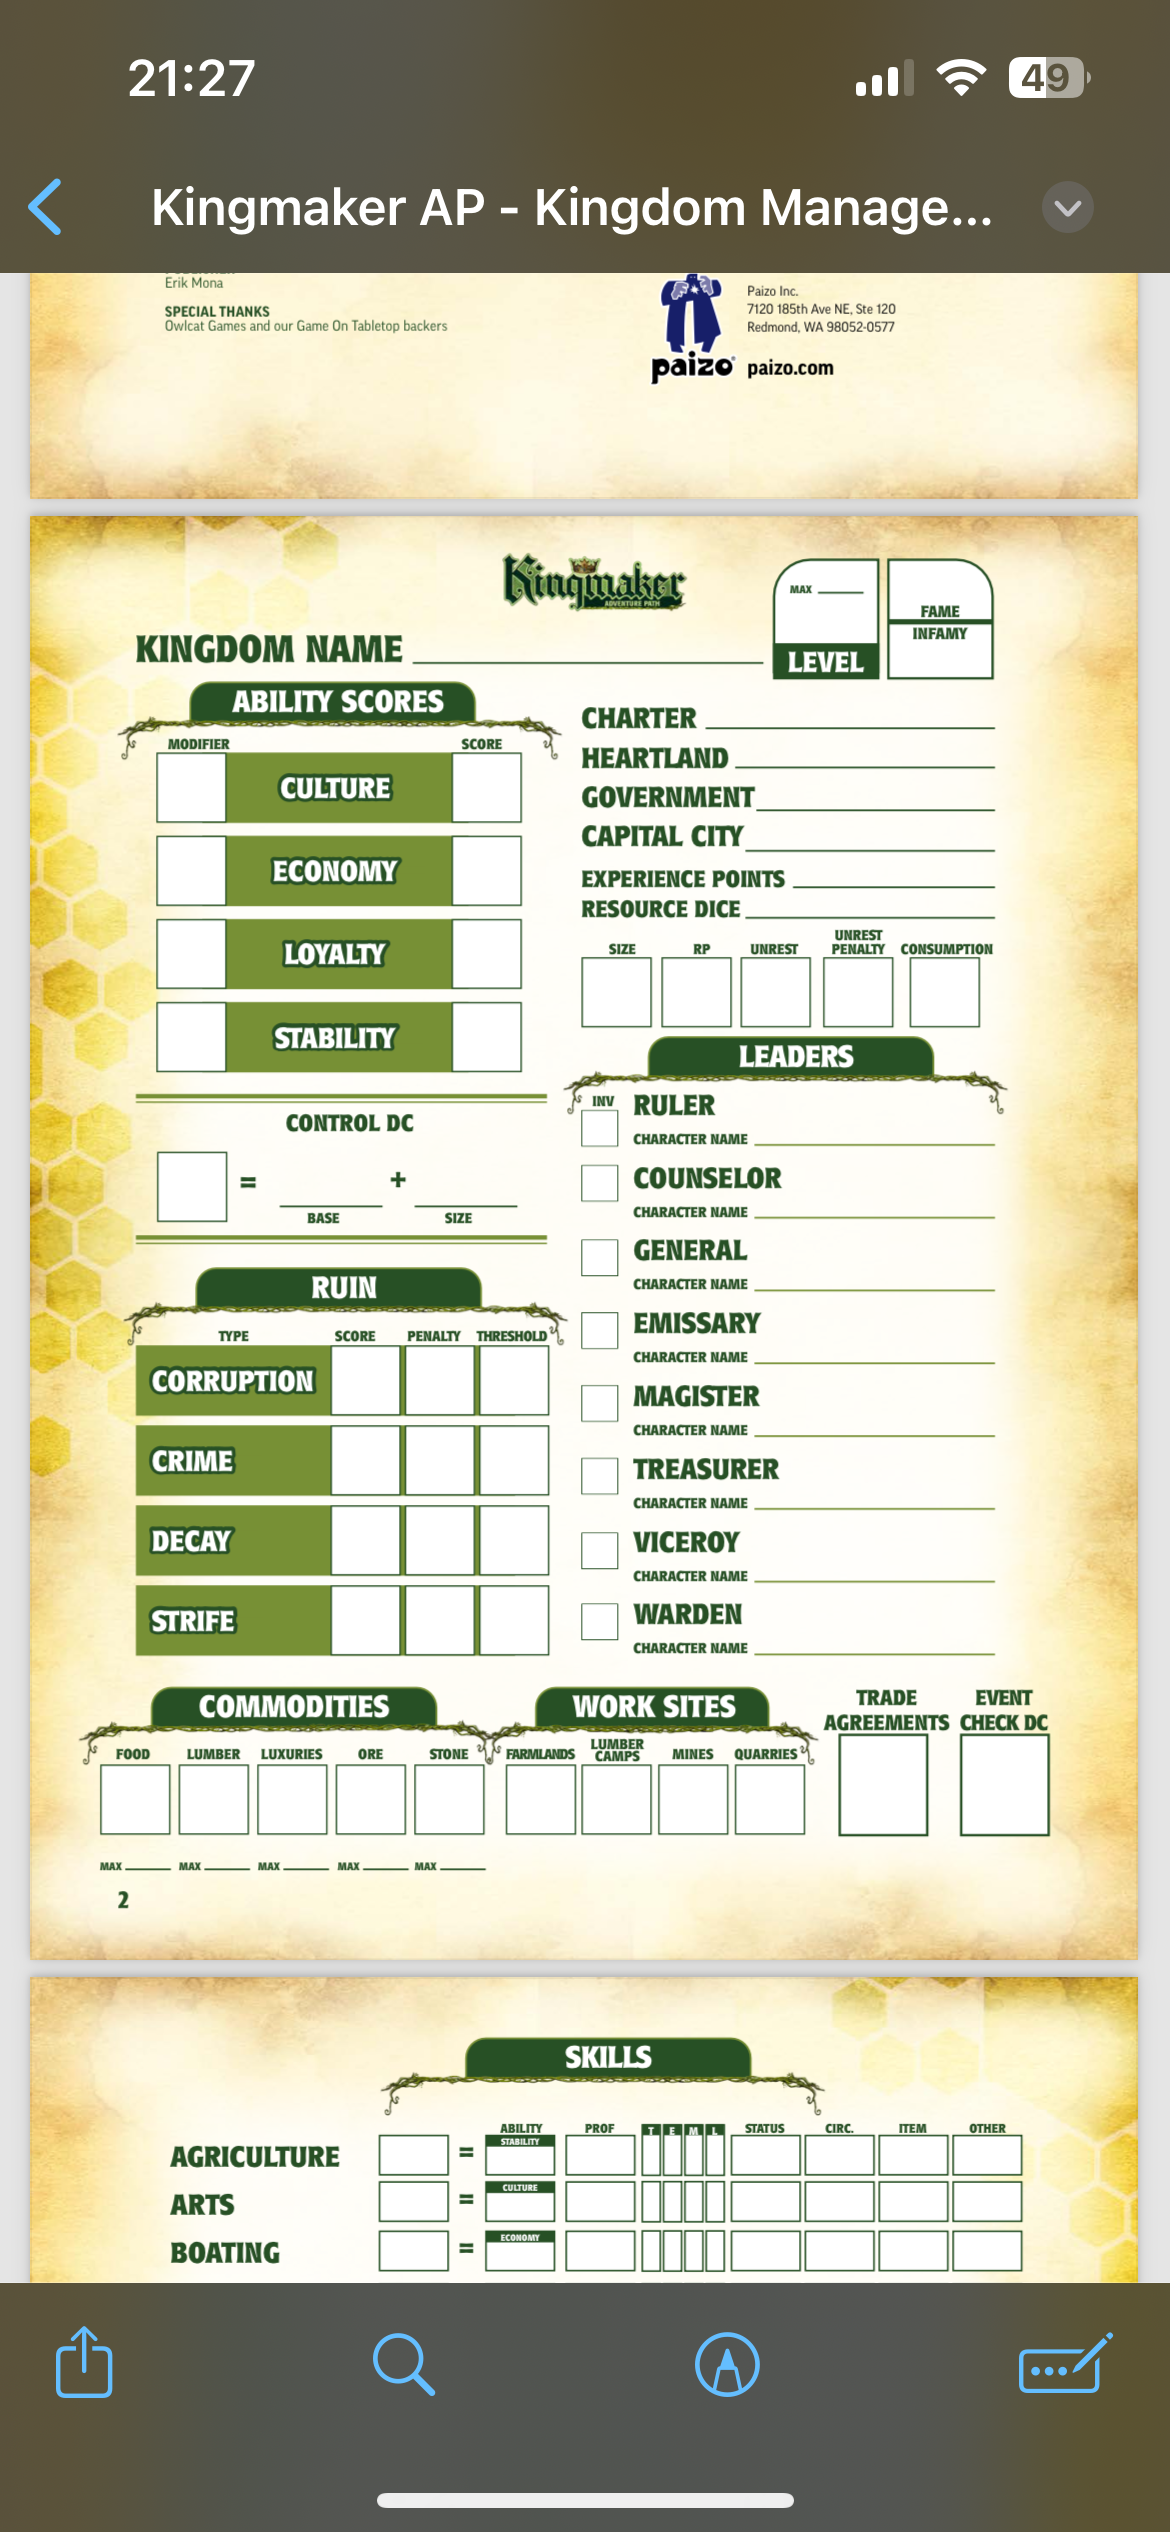 21:27
49
Kingmaker AP - Kingdom Manage...
Erik Mona
SPECIAL THANKS
Owlcat Games and our Game On Tabletop backers
Paizo Inc.
7120 185th Ave NE, Ste 120
Redmond, WA 98052-0577
paizo
paizo.com
Kingmaker
ADVENTURE PATH
MAX
LEVEL
FAME
INFAMY
KINGDOM NAME
ABILITY SCORES
MODIFIER SCORE
CULTURE
ECONOMY
LOYALTY
STABILITY
CONTROL DC
= +
BASE SIZE
RUIN
TYPE SCORE PENALTY THRESHOLD
CORRUPTION
CRIME
DECAY
STRIFE
CHARTER
HEARTLAND
GOVERNMENT
CAPITAL CITY
EXPERIENCE POINTS
RESOURCE DICE
SIZE RP UNREST UNREST PENALTY CONSUMPTION
LEADERS
INV RULER
CHARACTER NAME
COUNSELOR
CHARACTER NAME
GENERAL
CHARACTER NAME
EMISSARY
CHARACTER NAME
MAGISTER
CHARACTER NAME
TREASURER
CHARACTER NAME
VICEROY
CHARACTER NAME
WARDEN
CHARACTER NAME
COMMODITIES
FOOD LUMBER LUXURIES ORE STONE
MAX MAX MAX MAX MAX
WORK SITES
FARMLANDS LUMBER CAMPS MINES QUARRIES
TRADE AGREEMENTS
EVENT CHECK DC
2
SKILLS
ABILITY PROF T E M L STATUS CIRC. ITEM OTHER
AGRICULTURE = STABILITY
ARTS = CULTURE
BOATING = ECONOMY